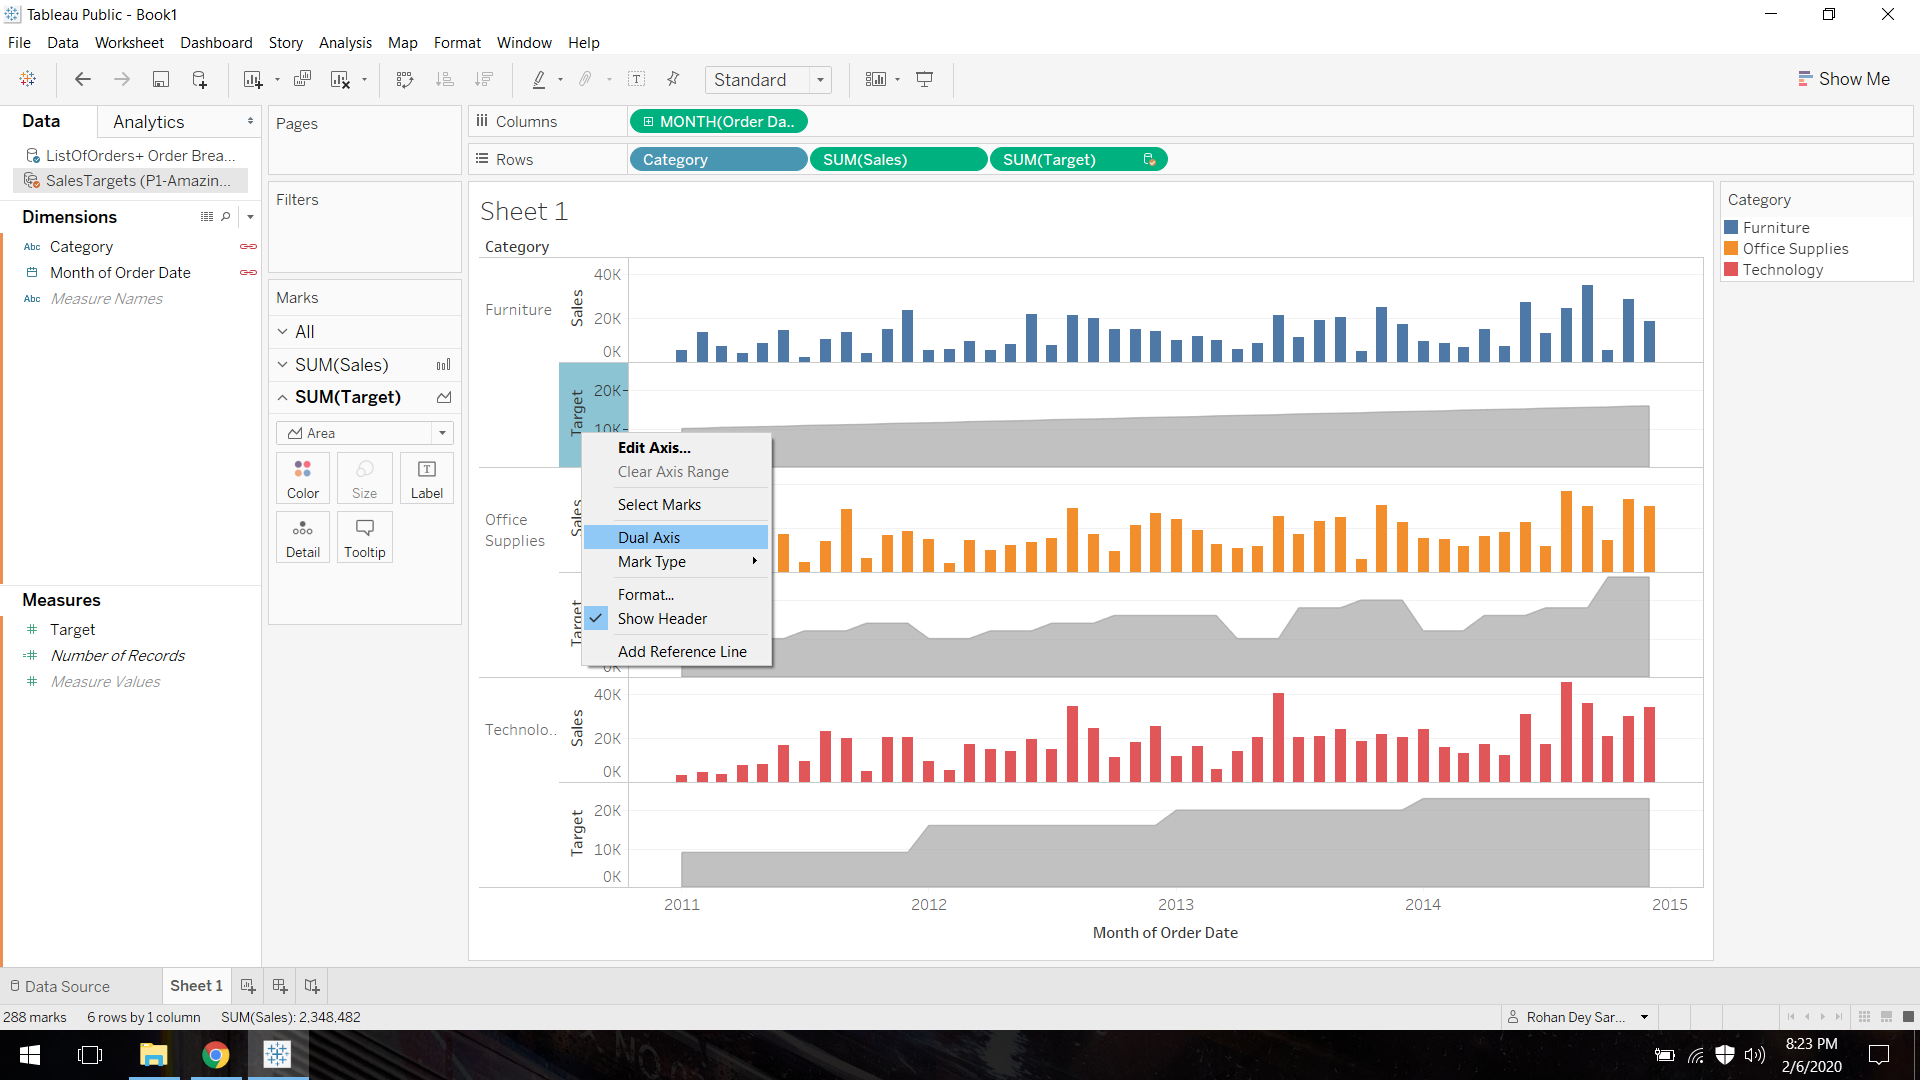 Tableau Public - Book1
File Data Worksheet Dashboard Story Analysis Map Format Window Help
Standard
Show Me
Data Analytics
ListOfOrders+ Order Brea...
SalesTargets (P1-Amazin...
Dimensions
Abc Category
Month of Order Date
Abc Measure Names
Measures
Target
Number of Records
Measure Values
Pages
Filters
Marks
All
SUM(Sales)
SUM(Target)
Area
Color Size Label
Detail Tooltip
Columns MONTH(Order Da..
Rows Category SUM(Sales) SUM(Target)
Sheet 1
Category
Furniture
Sales
40K
20K
0K
Target
20K
10K
Office
Supplies
Sales
Target
0K
Technolo..
Sales
40K
20K
0K
Target
20K
10K
0K
2011 2012 2013 2014 2015
Month of Order Date
Edit Axis...
Clear Axis Range
Select Marks
Dual Axis
Mark Type
Format...
Show Header
Add Reference Line
Category
Furniture
Office Supplies
Technology
Data Source Sheet 1
288 marks 6 rows by 1 column SUM(Sales): 2,348,482
Rohan Dey Sar...
8:23 PM
2/6/2020